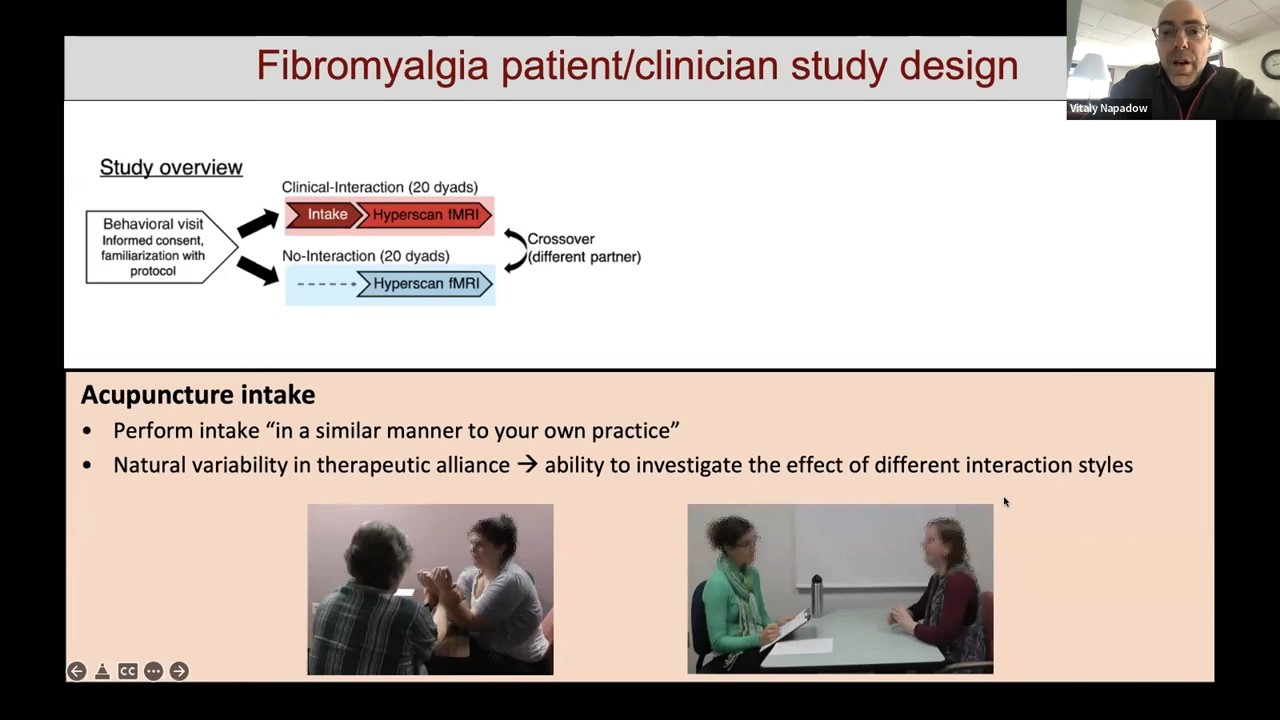 Fibromyalgia patient/clinician study design
Vitaly Napadow
Study overview
Clinical-Interaction (20 dyads)
Intake
Hyperscan fMRI
Behavioral visit
Informed consent,
familiarization with
protocol
No-Interaction (20 dyads)
Hyperscan fMRI
Crossover
(different partner)
Acupuncture intake
• Perform intake “in a similar manner to your own practice”
• Natural variability in therapeutic alliance → ability to investigate the effect of different interaction styles
CC